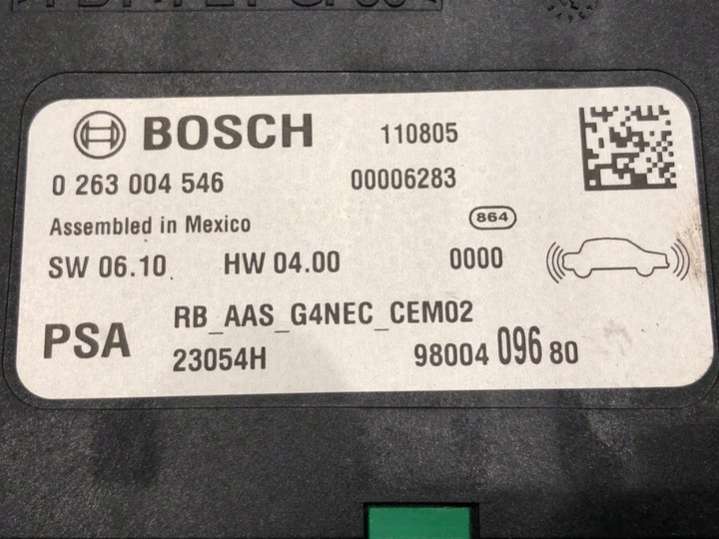 BOSCH 110805
0 263 004 546 00006283
Assembled in Mexico 864
SW 06.10 HW 04.00 0000
PSA RB_AAS_G4NEC_CEM02
23054H 98004 096 80